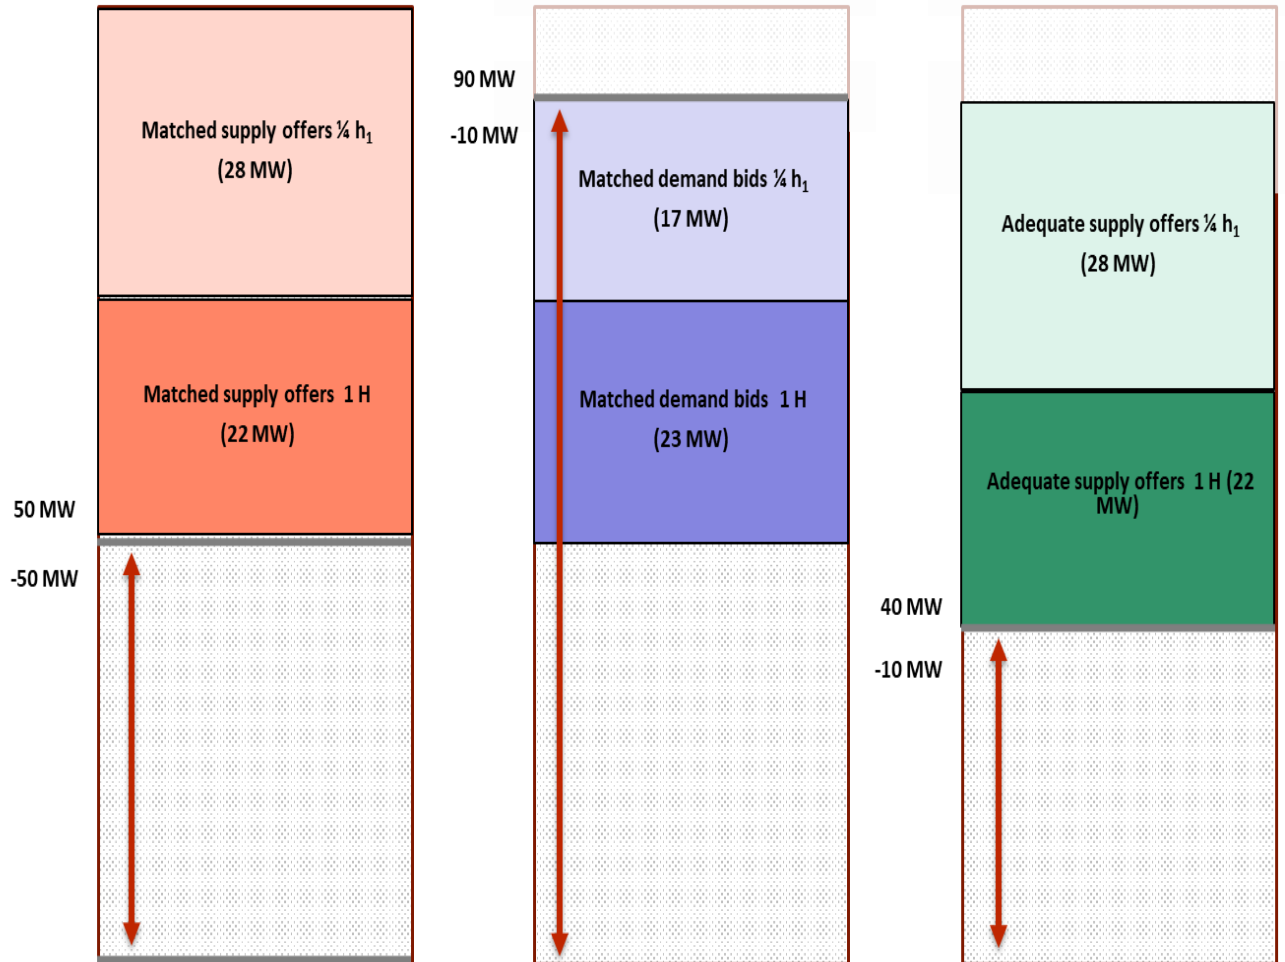 Matched supply offers ¼ h₁
(28 MW)
Matched supply offers 1 H
(22 MW)
50 MW
-50 MW
90 MW
-10 MW
Matched demand bids ¼ h₁
(17 MW)
Matched demand bids 1 H
(23 MW)
Adequate supply offers ¼ h₁
(28 MW)
Adequate supply offers 1 H (22
MW)
40 MW
-10 MW